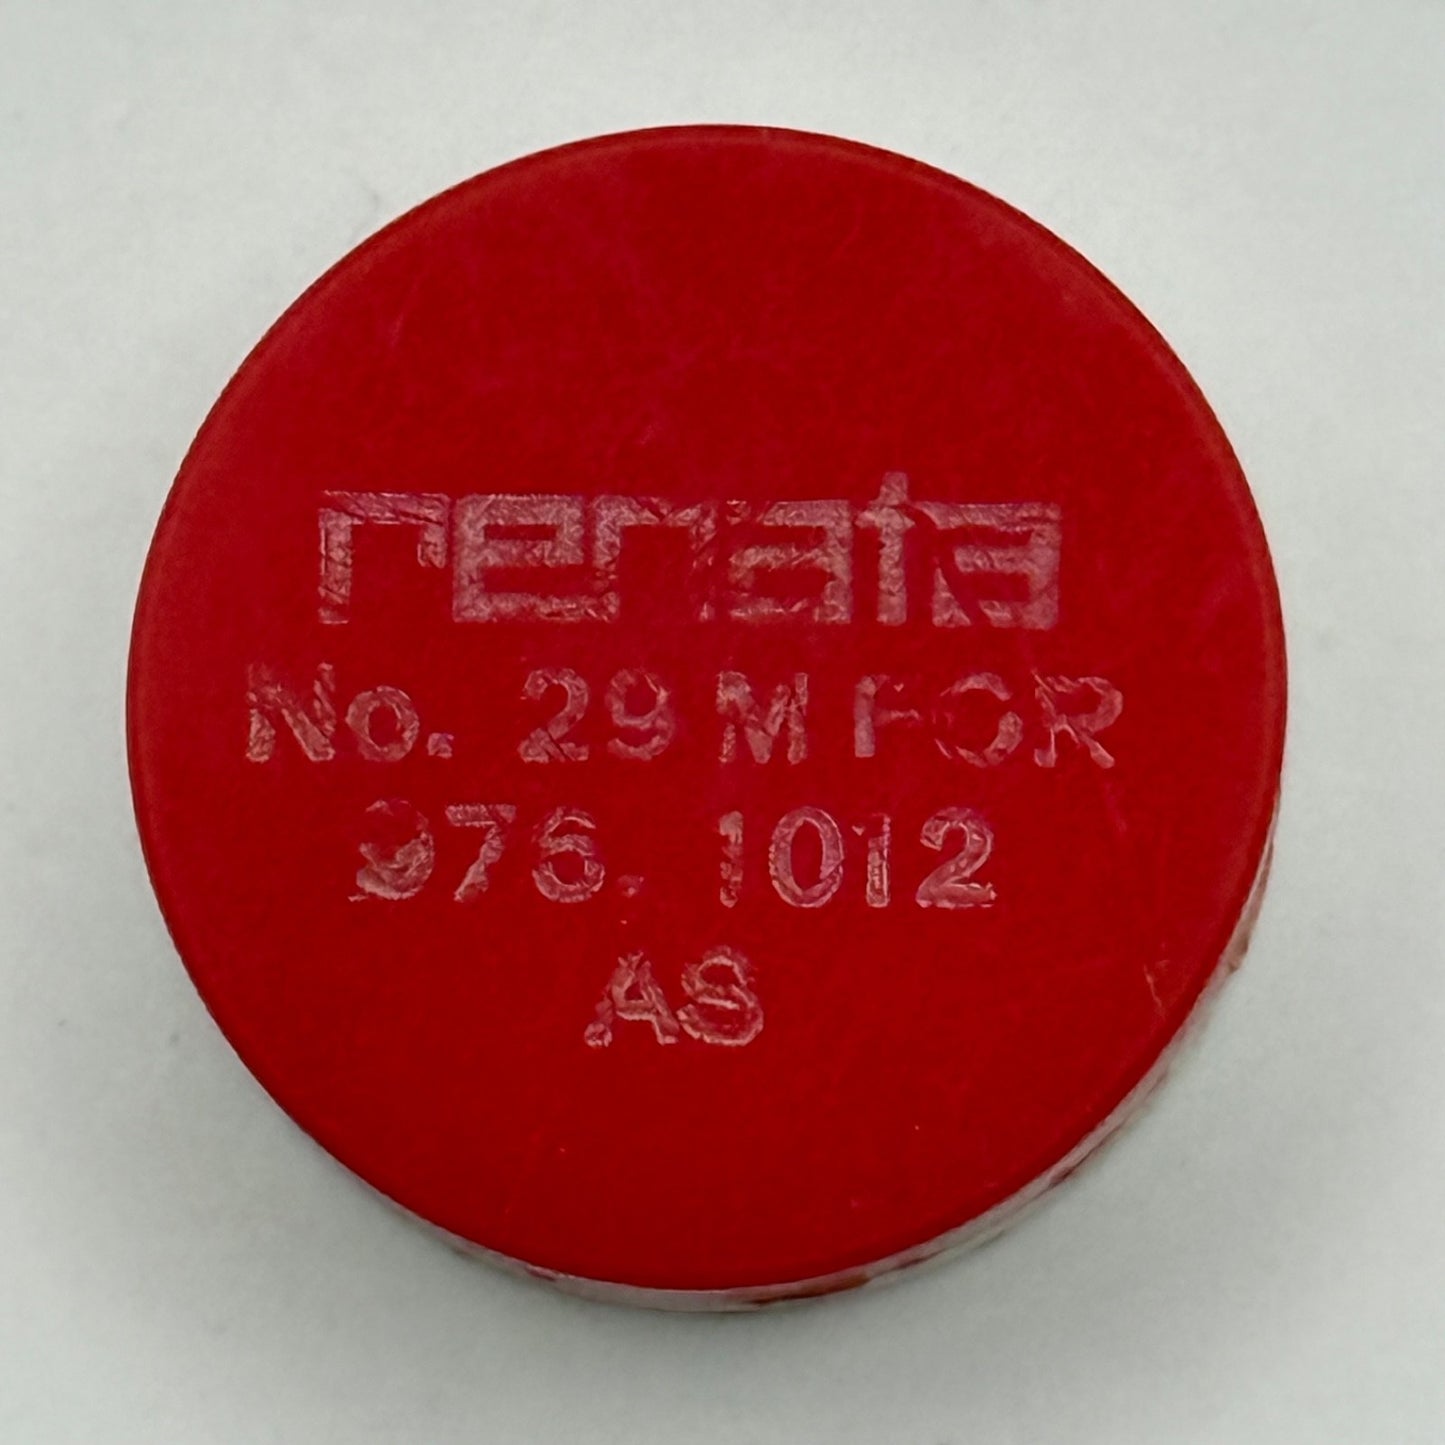 renata
No. 29 M FOR
976. 1012
AS